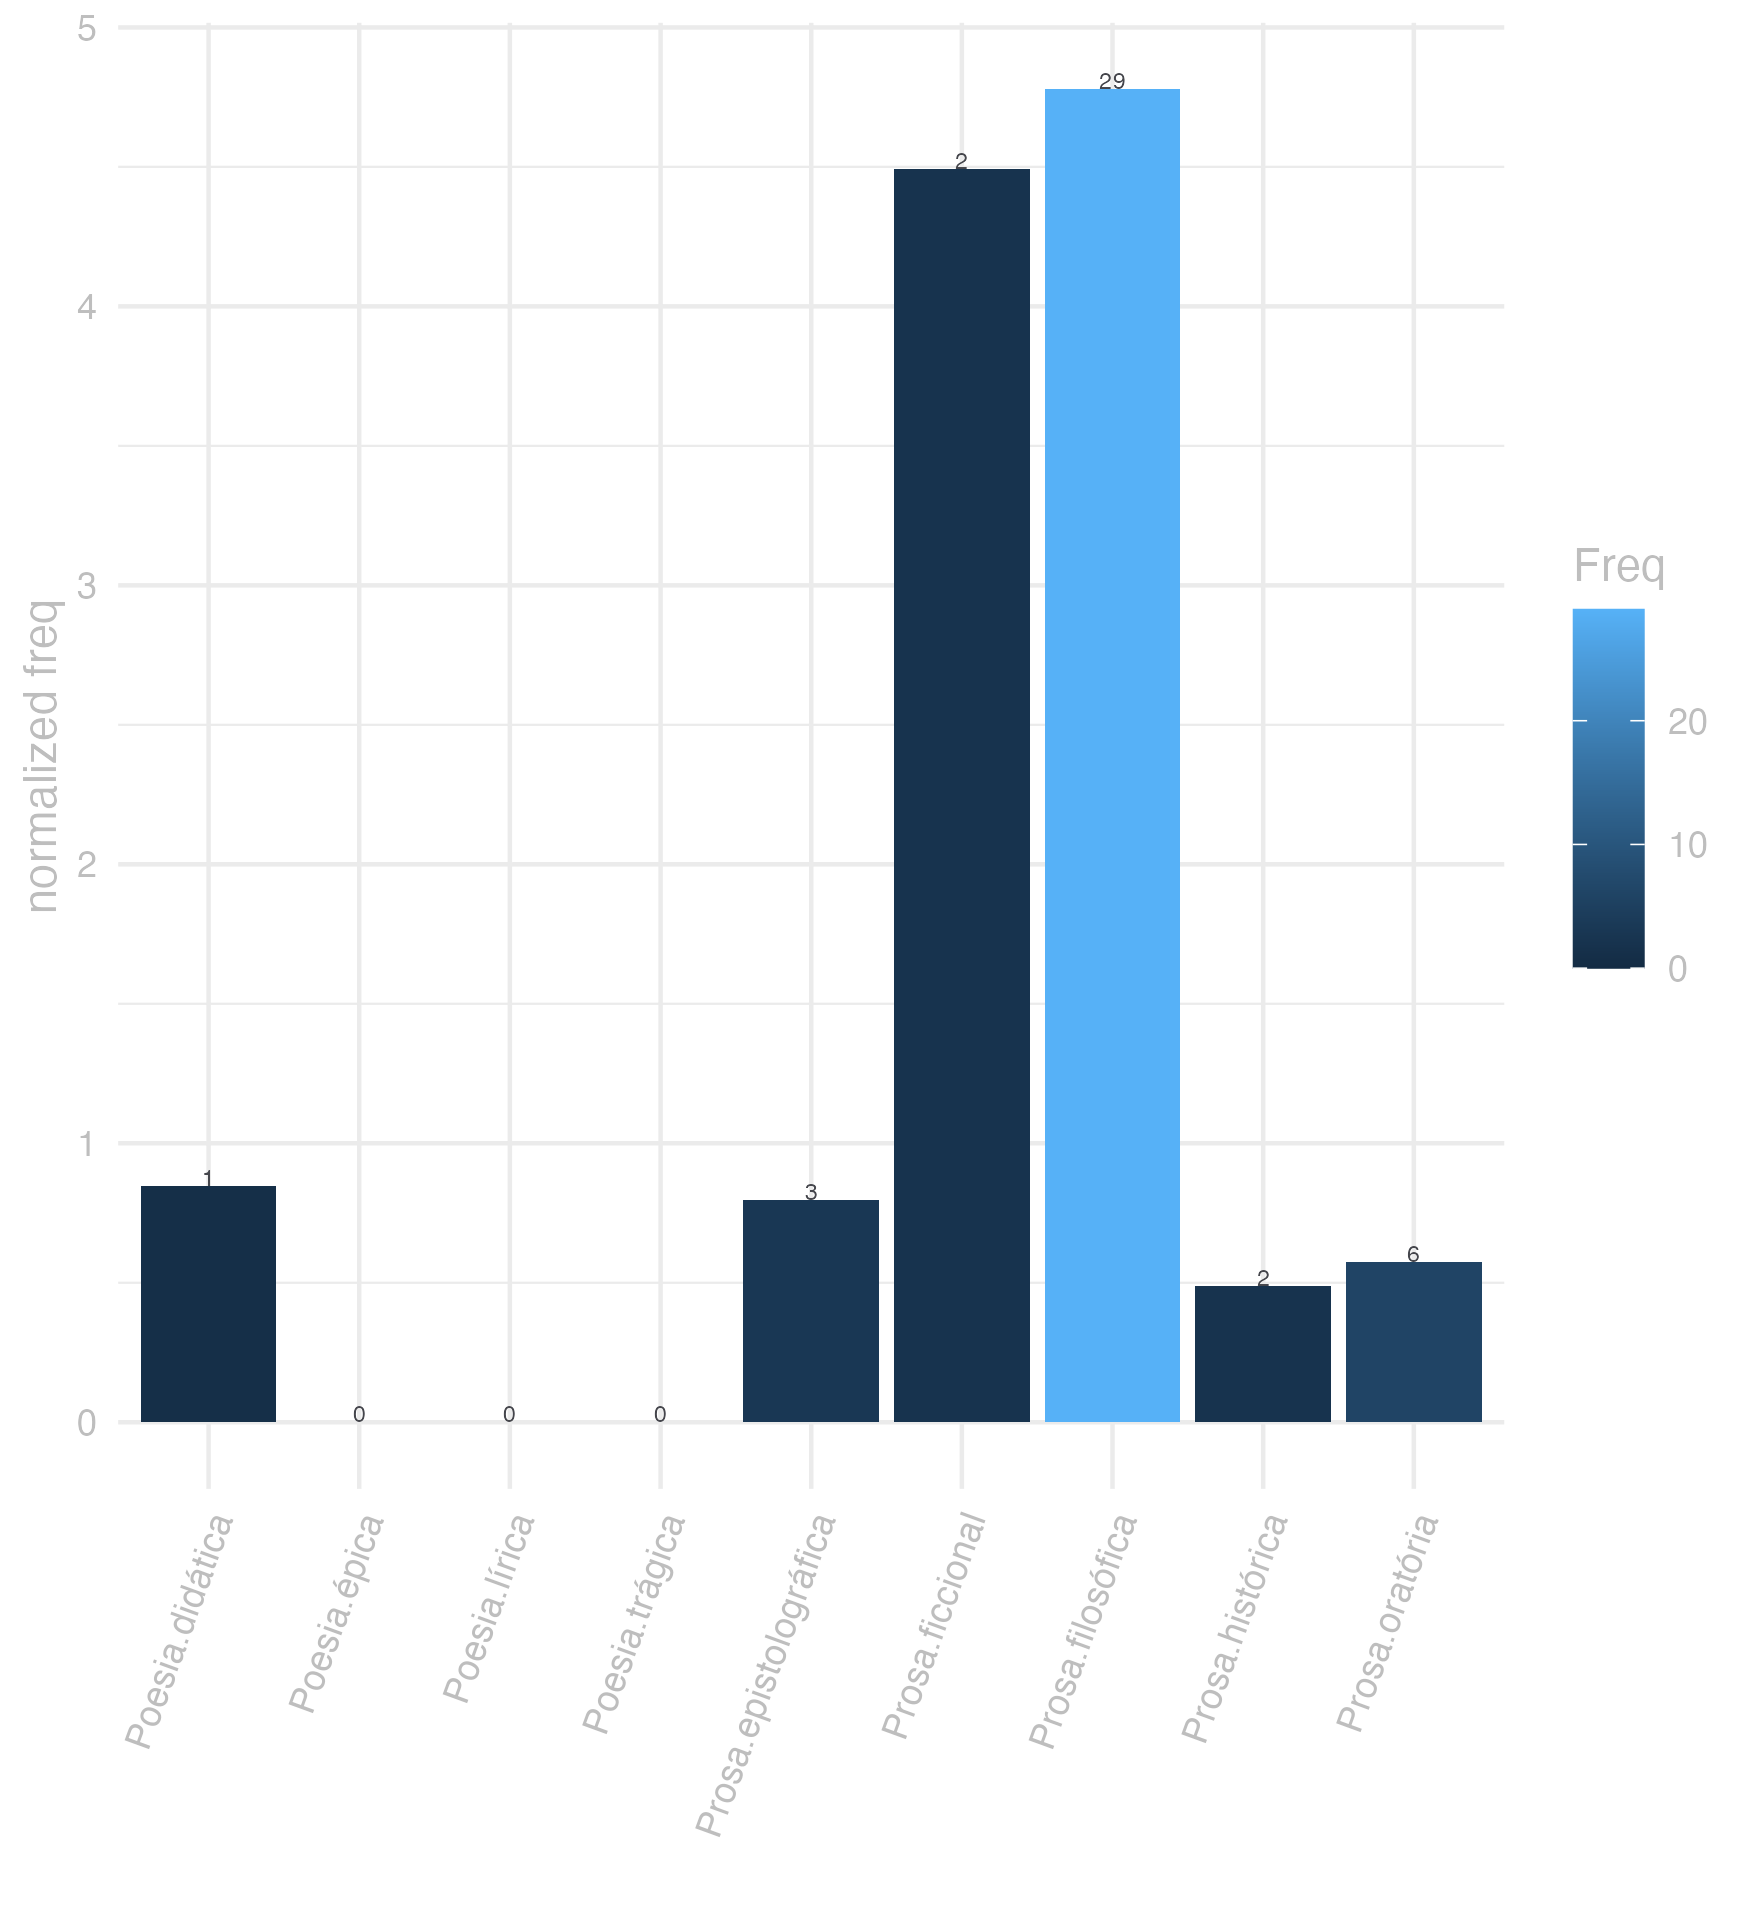 5
4
3
2
1
0
normalized freq
1
0
0
0
3
2
29
2
6
Poesia.didática
Poesia.épica
Poesia.lírica
Poesia.trágica
Prosa.epistolográfica
Prosa.ficcional
Prosa.filosófica
Prosa.histórica
Prosa.oratória
Freq
20
10
0